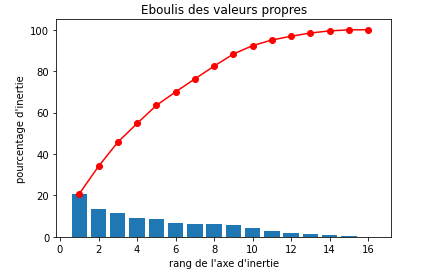 Eboulis des valeurs propres
100
80
60
40
20
0
pourcentage d'inertie
0 2 4 6 8 10 12 14 16
rang de l'axe d'inertie